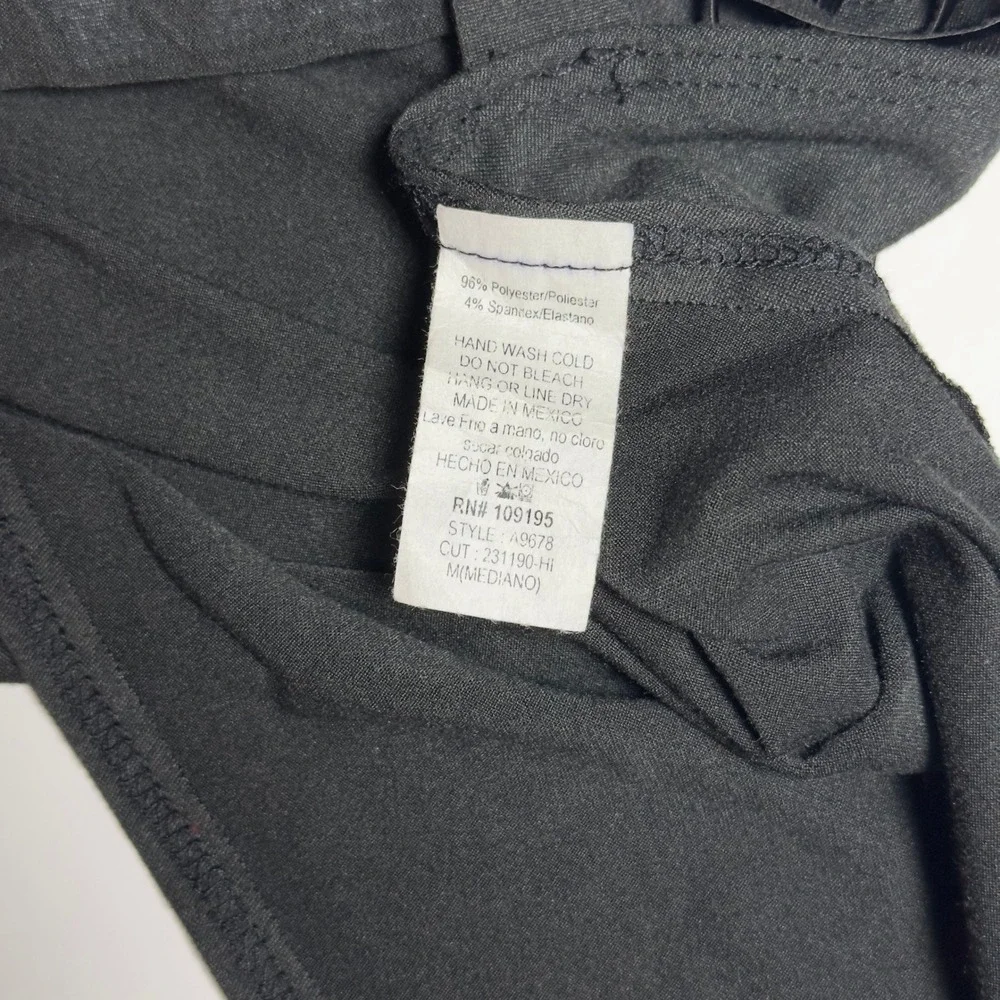 96% Polyester/Poliester
4% Spandex/Elastano
HAND WASH COLD
DO NOT BLEACH
HANG OR LINE DRY
MADE IN MEXICO
Lave Frio a mano, no cloro
secar colgado
HECHO EN MEXICO
RN# 109195
STYLE : A9678
CUT : 231190-HI
M(MEDIANO)